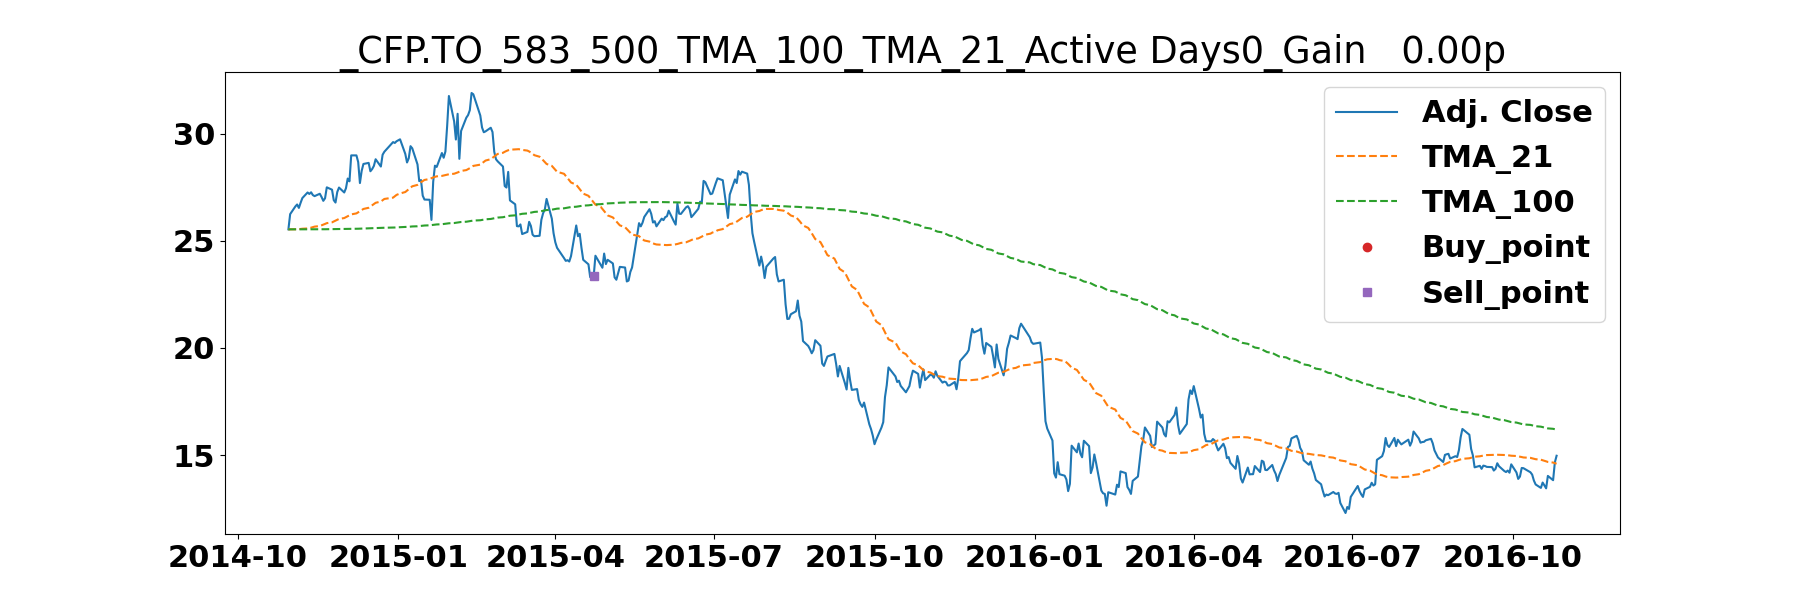 _CFP.TO_583_500_TMA_100_TMA_21_Active Days0_Gain   0.00p
Adj. Close
TMA_21
TMA_100
Buy_point
Sell_point
30
25
20
15
2014-10 2015-01 2015-04 2015-07 2015-10 2016-01 2016-04 2016-07 2016-10